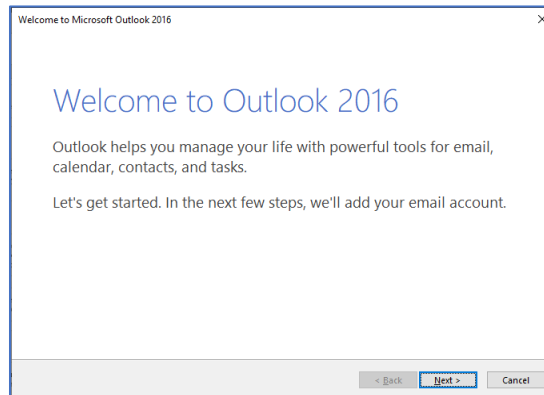 Welcome to Microsoft Outlook 2016
Welcome to Outlook 2016
Outlook helps you manage your life with powerful tools for email,
calendar, contacts, and tasks.
Let's get started. In the next few steps, we'll add your email account.
< Back Next > Cancel